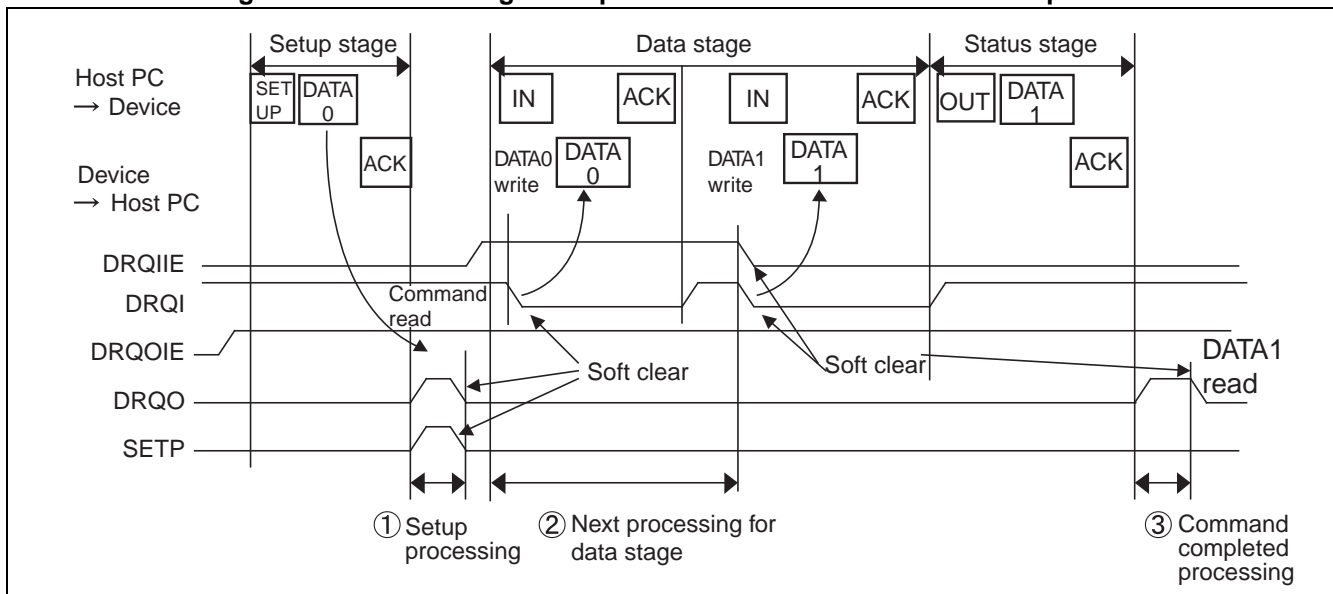 Setup stage
Data stage
Status stage
Host PC
→ Device
SET
UP
DATA
0
IN
ACK
IN
ACK
OUT
DATA
1
Device
→ Host PC
ACK
DATA0
write
DATA
0
DATA1
write
DATA
1
ACK
DRQIIE
DRQI
Command
read
DRQOIE
Soft clear
Soft clear
DATA1
read
DRQO
SETP
① Setup
processing
② Next processing for
data stage
③ Command
completed
processing